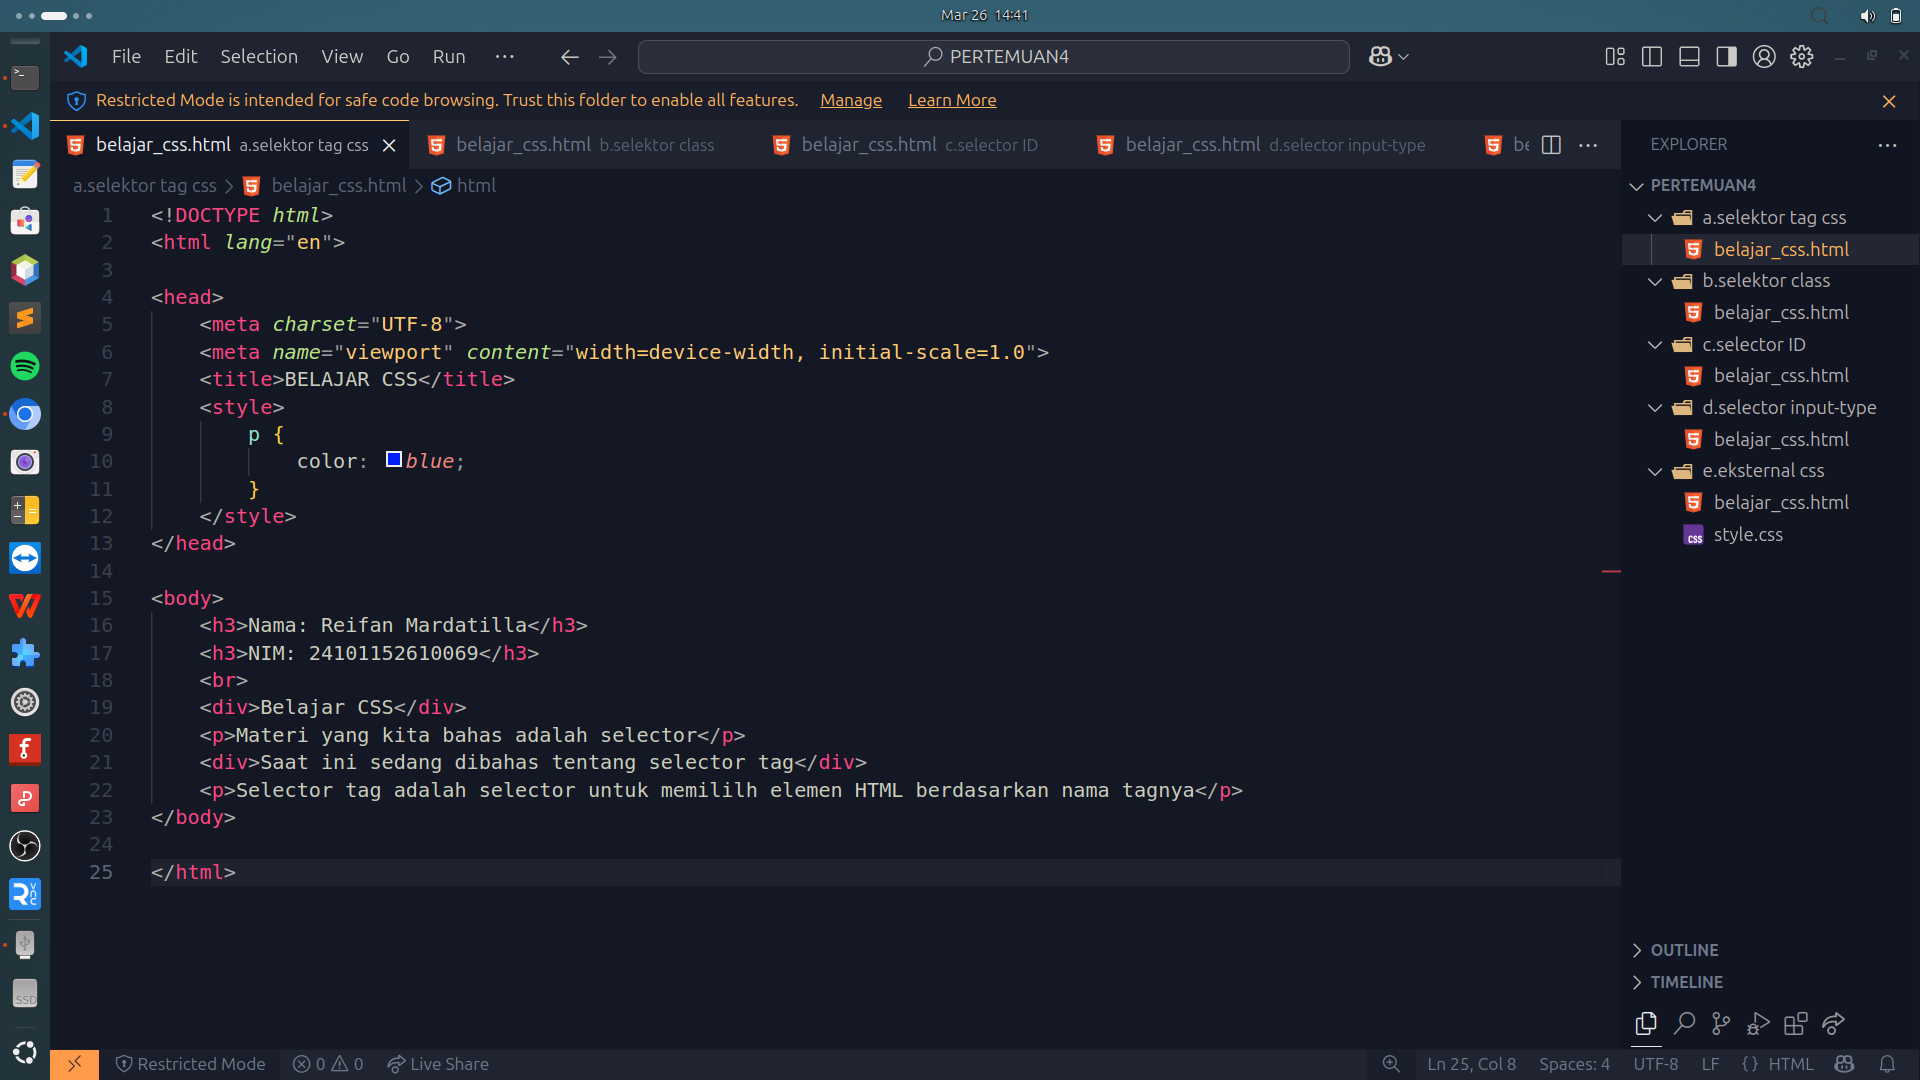 Mar 26 14:41
File Edit Selection View Go Run ··· PERTEMUAN4
Restricted Mode is intended for safe code browsing. Trust this folder to enable all features. Manage Learn More
belajar_css.html a.selektor tag css belajar_css.html b.selektor class belajar_css.html c.selector ID belajar_css.html d.selector input-type be
a.selektor tag css > belajar_css.html > html
1 <!DOCTYPE html>
2 <html lang="en">
3
4 <head>
5 <meta charset="UTF-8">
6 <meta name="viewport" content="width=device-width, initial-scale=1.0">
7 <title>BELAJAR CSS</title>
8 <style>
9 p {
10 color: blue;
11 }
12 </style>
13 </head>
14
15 <body>
16 <h3>Nama: Reifan Mardatilla</h3>
17 <h3>NIM: 24101152610069</h3>
18 <br>
19 <div>Belajar CSS</div>
20 <p>Materi yang kita bahas adalah selector</p>
21 <div>Saat ini sedang dibahas tentang selector tag</div>
22 <p>Selector tag adalah selector untuk memililh elemen HTML berdasarkan nama tagnya</p>
23 </body>
24
25 </html>
EXPLORER
PERTEMUAN4
a.selektor tag css
belajar_css.html
b.selektor class
belajar_css.html
c.selector ID
belajar_css.html
d.selector input-type
belajar_css.html
e.eksternal css
belajar_css.html
style.css
OUTLINE
TIMELINE
SSD
Restricted Mode 0 0 Live Share Ln 25, Col 8 Spaces: 4 UTF-8 LF {} HTML